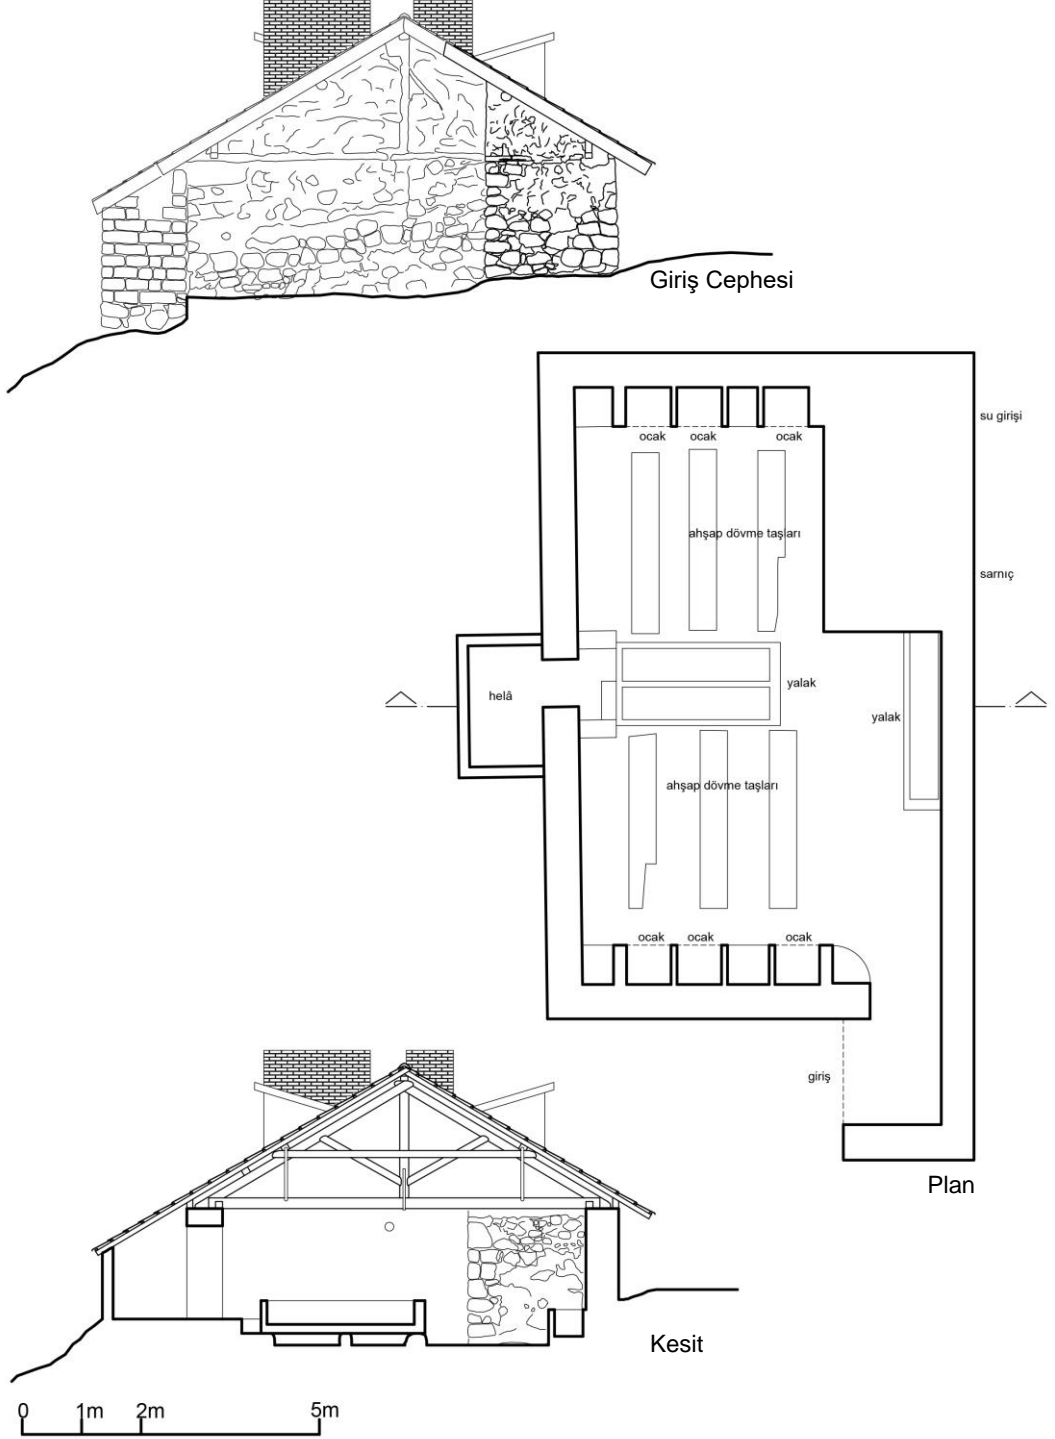 Giriş Cephesi
su girişi
ocak ocak ocak
ahşap dövme taşları
sarnıç
helâ
yalak
yalak
ahşap dövme taşları
ocak ocak ocak
giriş
Plan
Kesit
0 1m 2m 5m